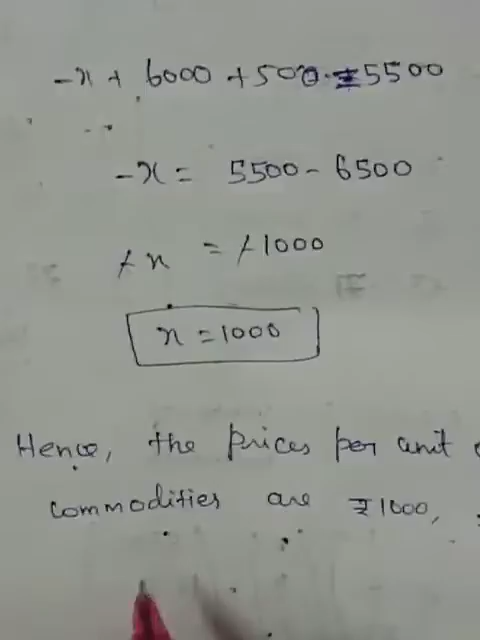 -x + 6000 + 500 = 5500
-x = 5500 - 6500
-x = -1000
x = 1000
Hence, the prices per unit
commodities are ₹1000,